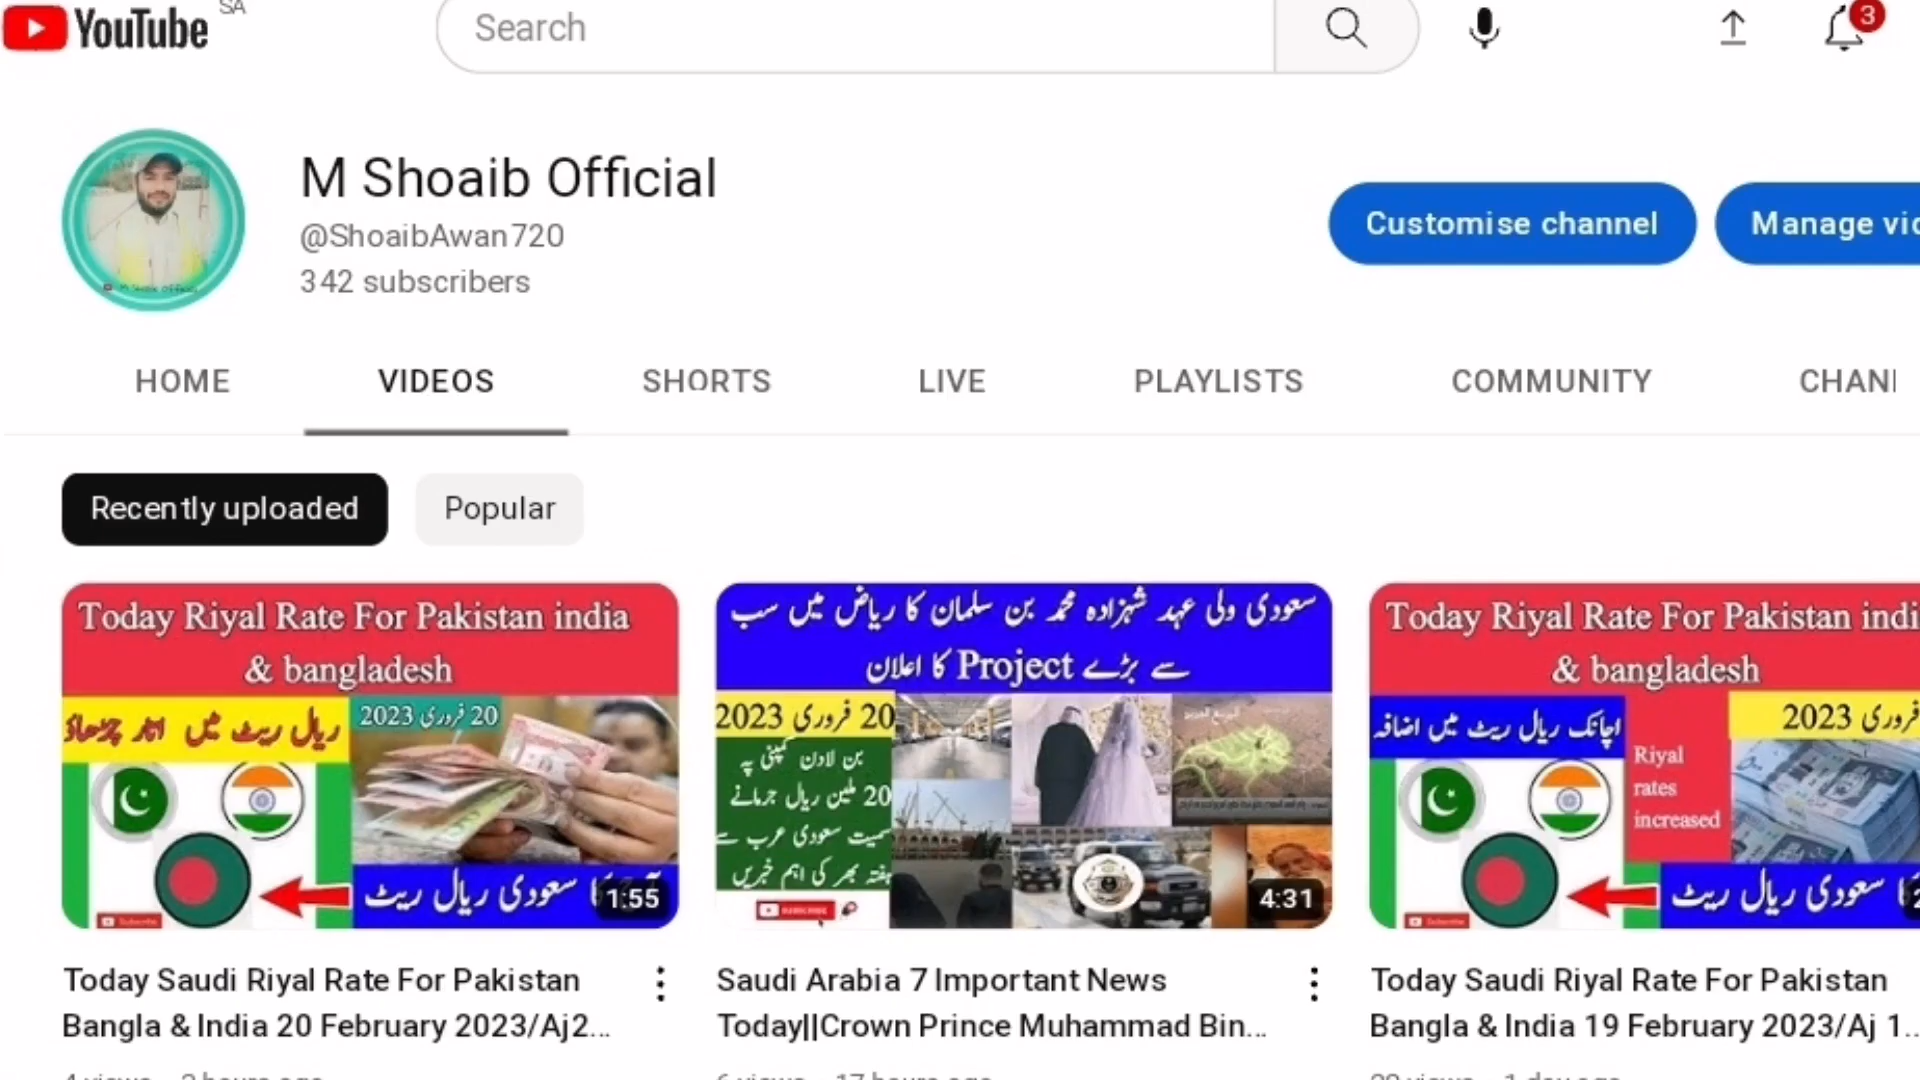 YouTube SA
Search
3
M Shoaib Official
@ShoaibAwan720
342 subscribers
Customise channel
Manage vid
HOME VIDEOS SHORTS LIVE PLAYLISTS COMMUNITY CHAN
Recently uploaded Popular
Today Riyal Rate For Pakistan india
& bangladesh
ریال ریٹ میں اتار چڑھاؤ
20 فروری 2023
سعودی ریال ریٹ
1:55
سعودی ولی عہد شہزادہ محمد بن سلمان کا ریاض میں سب
سے بڑے Project کا اعلان
20 فروری 2023
بن لادن کمپنی پہ
20 ملین ریال جرمانے
سمیت سعودی عرب سے
ہفتہ بھر کی اہم خبریں
SUBSCRIBE
4:31
Today Riyal Rate For Pakistan indi
& bangladesh
اچانک ریال ریٹ میں اضافہ
فروری 2023
Riyal
rates
increased
کا سعودی ریال ریٹ
Today Saudi Riyal Rate For Pakistan
Bangla & India 20 February 2023/Aj2...
Saudi Arabia 7 Important News
Today||Crown Prince Muhammad Bin...
Today Saudi Riyal Rate For Pakistan
Bangla & India 19 February 2023/Aj 1...